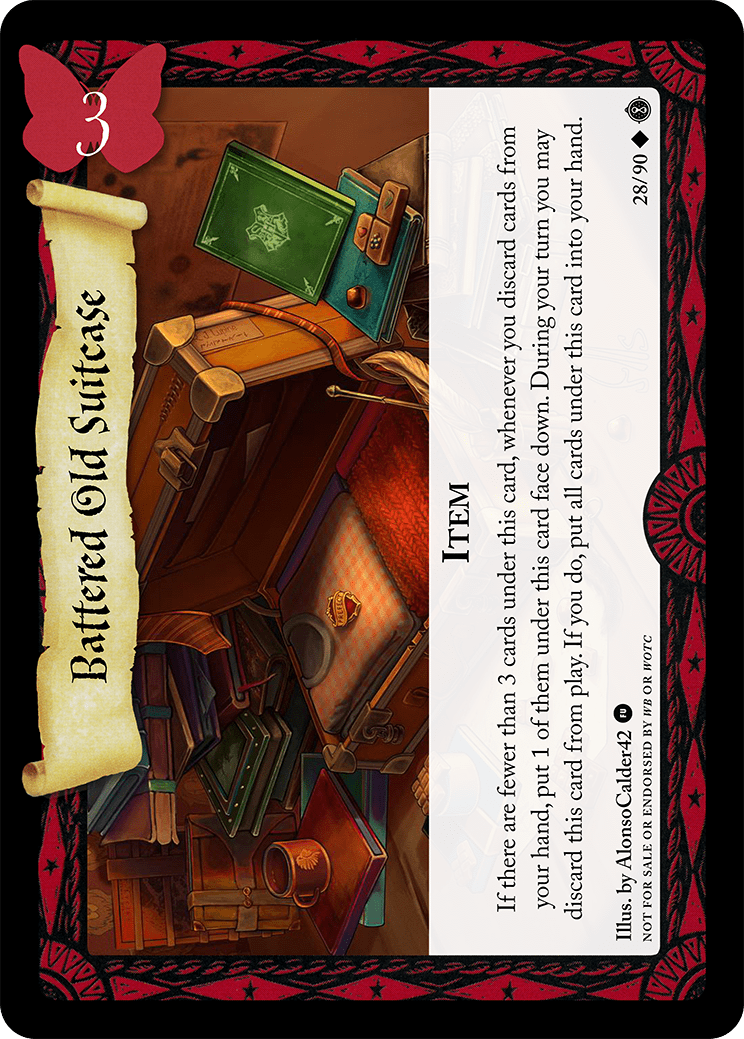 3
Battered Old Suitcase
ITEM
If there are fewer than 3 cards under this card, whenever you discard cards from
your hand, put 1 of them under this card face down. During your turn you may
discard this card from play. If you do, put all cards under this card into your hand.
Illus. by AlonsoCalder42 FU
NOT FOR SALE OR ENDORSED BY WB OR WOTC
28/90